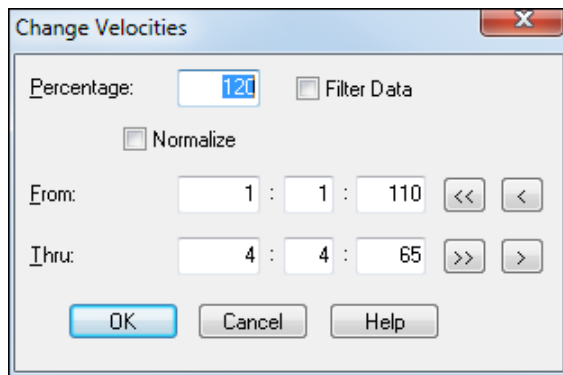 Change Velocities
Percentage: 120 Filter Data
Normalize
From: 1 : 1 : 110 << <
Thru: 4 : 4 : 65 >> >
OK Cancel Help